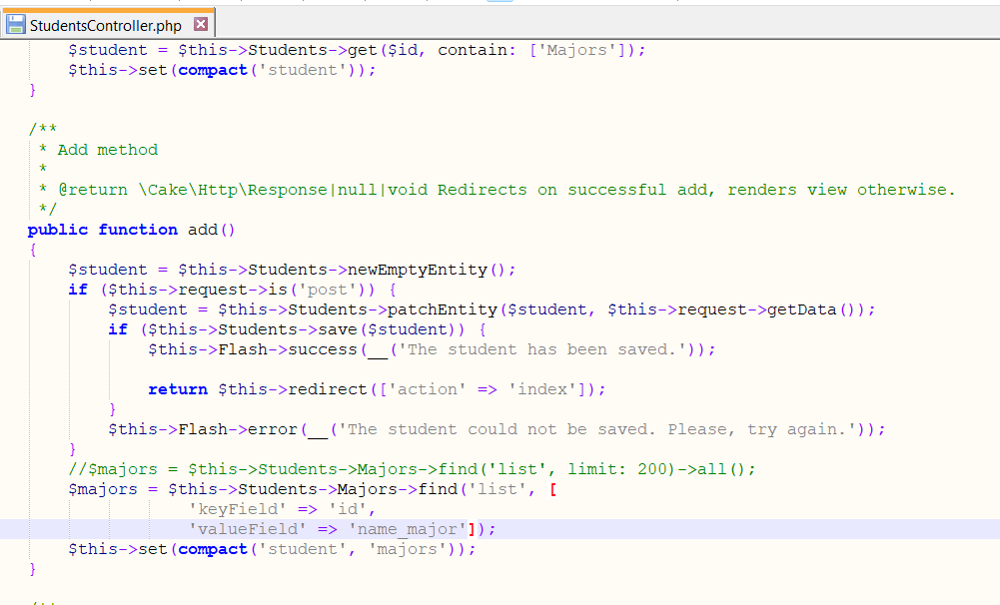 StudentsController.php
$student = $this->Students->get($id, contain: ['Majors']);
$this->set(compact('student'));
}
/**
* Add method
*
* @return \Cake\Http\Response|null|void Redirects on successful add, renders view otherwise.
*/
public function add()
{
$student = $this->Students->newEmptyEntity();
if ($this->request->is('post')) {
$student = $this->Students->patchEntity($student, $this->request->getData());
if ($this->Students->save($student)) {
$this->Flash->success(__('The student has been saved.'));
return $this->redirect(['action' => 'index']);
}
$this->Flash->error(__('The student could not be saved. Please, try again.'));
}
//$majors = $this->Students->Majors->find('list', limit: 200)->all();
$majors = $this->Students->Majors->find('list', [
'keyField' => 'id',
'valueField' => 'name_major']);
$this->set(compact('student', 'majors'));
}